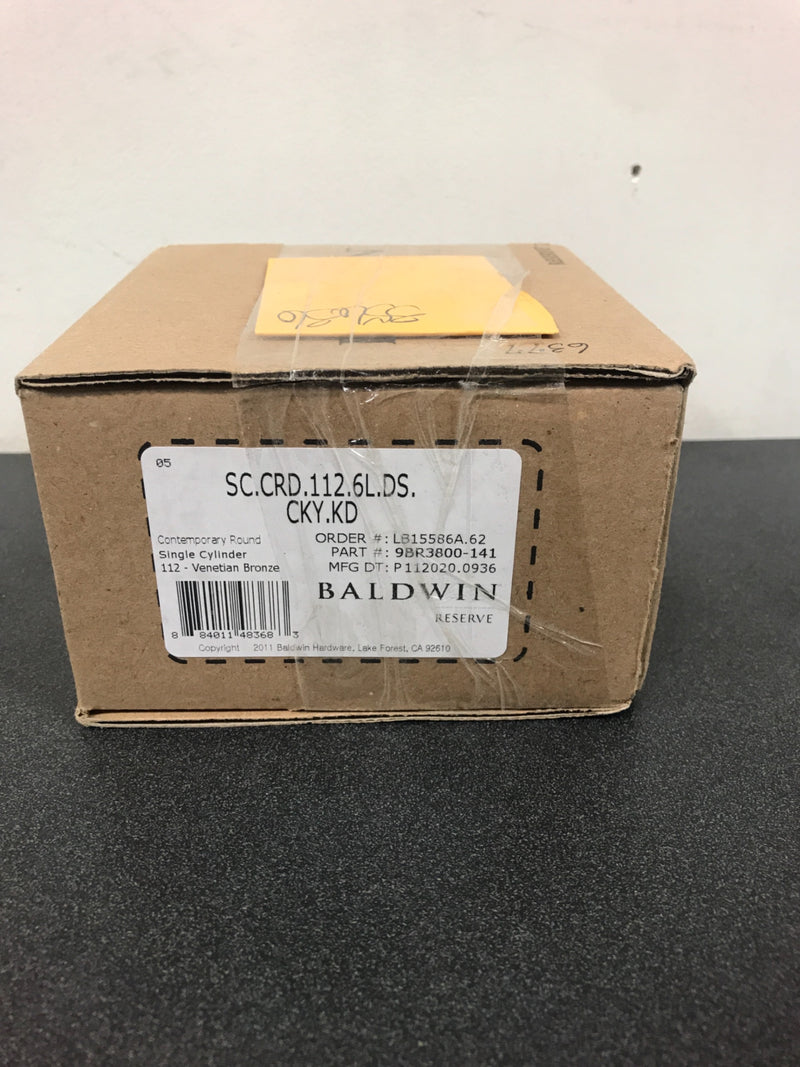 6377
05
SC.CRD.112.6L.DS.
CKY.KD
Contemporary Round
Single Cylinder
112 - Venetian Bronze
ORDER #: LB15586A.62
PART #: 9BR3800-141
MFG DT: P112020.0936
BALDWIN
RESERVE
8 84011 48368 3
Copyright 2011 Baldwin Hardware, Lake Forest, CA 92610